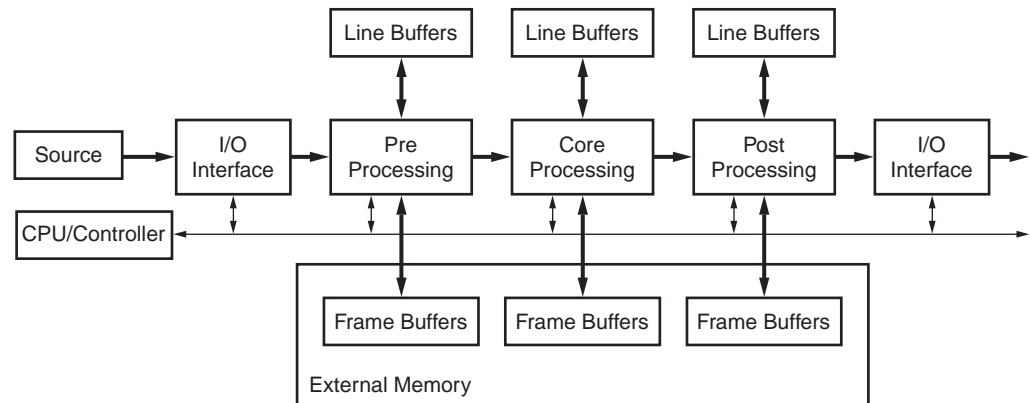 Line Buffers
Line Buffers
Line Buffers
Source
I/O
Interface
Pre
Processing
Core
Processing
Post
Processing
I/O
Interface
CPU/Controller
Frame Buffers
Frame Buffers
Frame Buffers
External Memory